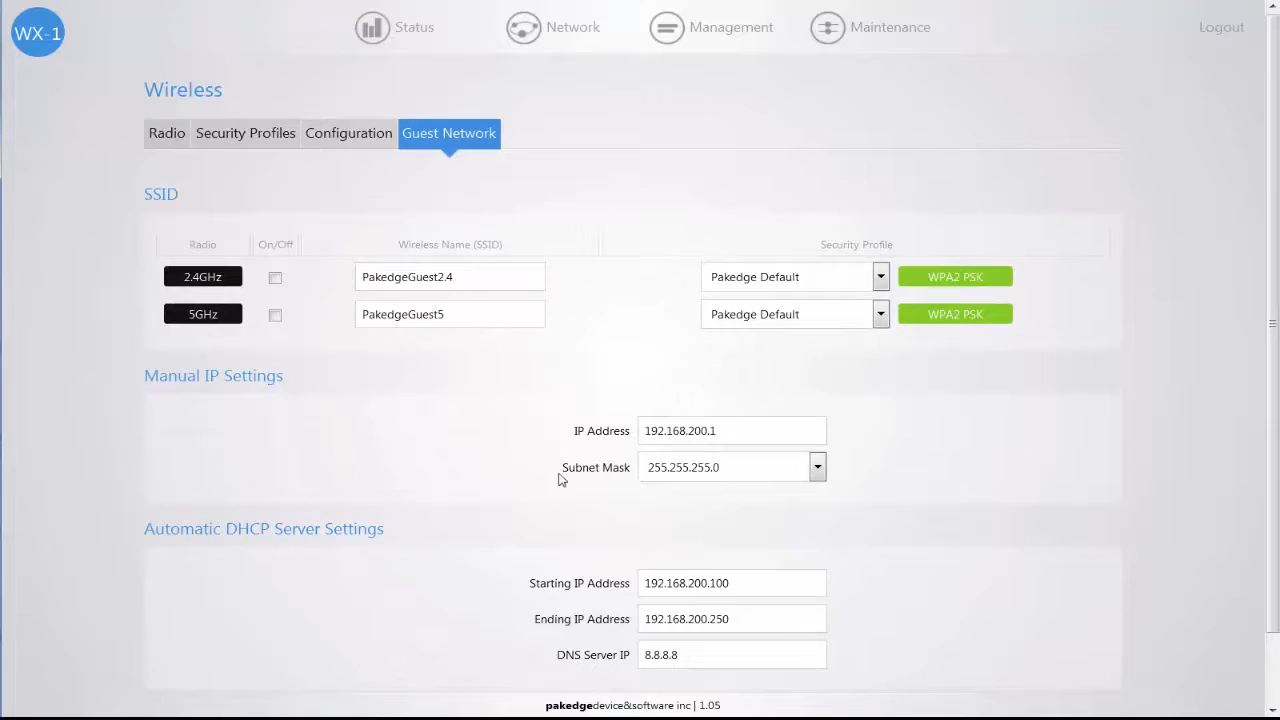 WX-1
Status
Network
Management
Maintenance
Logout
Wireless
Radio
Security Profiles
Configuration
Guest Network
SSID
Radio
On/Off
Wireless Name (SSID)
Security Profile
2.4GHz
PakedgeGuest2.4
Pakedge Default
WPA2 PSK
5GHz
PakedgeGuest5
Pakedge Default
WPA2 PSK
Manual IP Settings
IP Address
192.168.200.1
Subnet Mask
255.255.255.0
Automatic DHCP Server Settings
Starting IP Address
192.168.200.100
Ending IP Address
192.168.200.250
DNS Server IP
8.8.8.8
pakedgedevice&software inc | 1.05